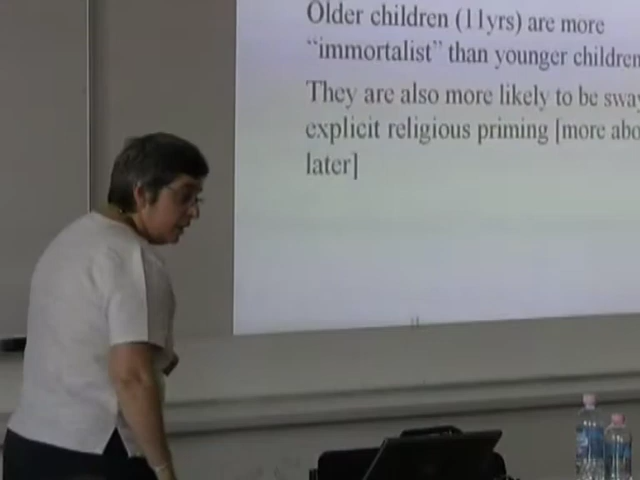 Older children (11yrs) are more
“immortalist” than younger children
They are also more likely to be sway
explicit religious priming [more abo
later]